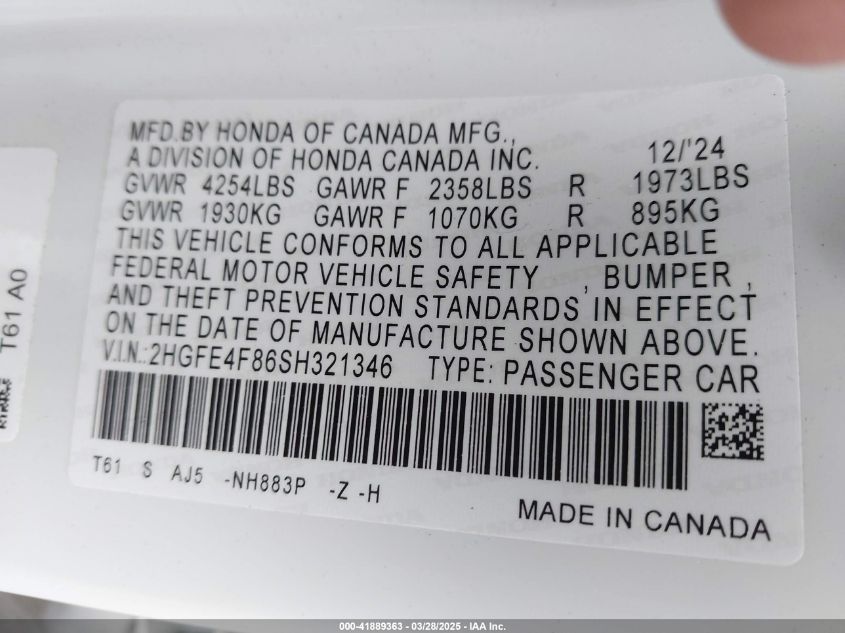 MFD.BY HONDA OF CANADA MFG.,
A DIVISION OF HONDA CANADA INC. 12/'24
GVWR 4254LBS GAWR F 2358LBS R 1973LBS
GVWR 1930KG GAWR F 1070KG R 895KG
THIS VEHICLE CONFORMS TO ALL APPLICABLE
FEDERAL MOTOR VEHICLE SAFETY , BUMPER ,
AND THEFT PREVENTION STANDARDS IN EFFECT
ON THE DATE OF MANUFACTURE SHOWN ABOVE.
V.I.N.:2HGFE4F86SH321346 TYPE: PASSENGER CAR
T61 S AJ5 -NH883P -Z -H
MADE IN CANADA
T61 A0
000-41889363 | 03/28/2025 - IAA Inc.